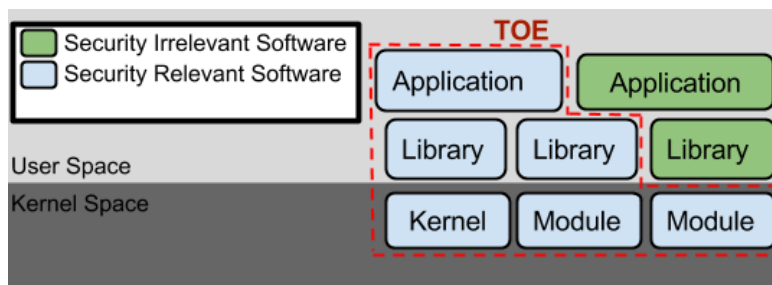 Security Irrelevant Software
Security Relevant Software
TOE
Application
Application
Library
Library
Library
User Space
Kernel Space
Kernel
Module
Module